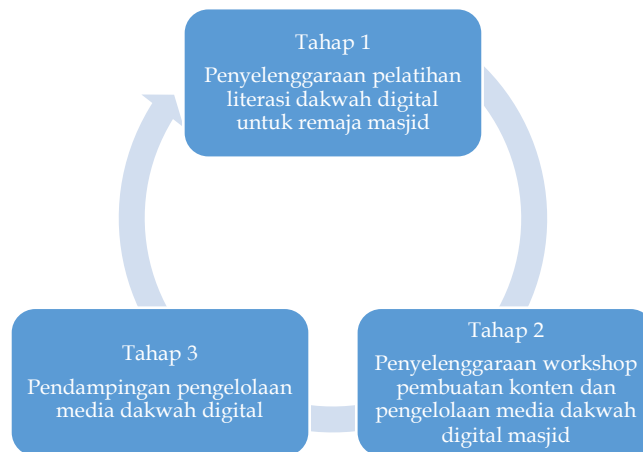 Tahap 1
Penyelenggaraan pelatihan
literasi dakwah digital
untuk remaja masjid
Tahap 2
Penyelenggaraan workshop
pembuatan konten dan
pengelolaan media dakwah
digital masjid
Tahap 3
Pendampingan pengelolaan
media dakwah digital